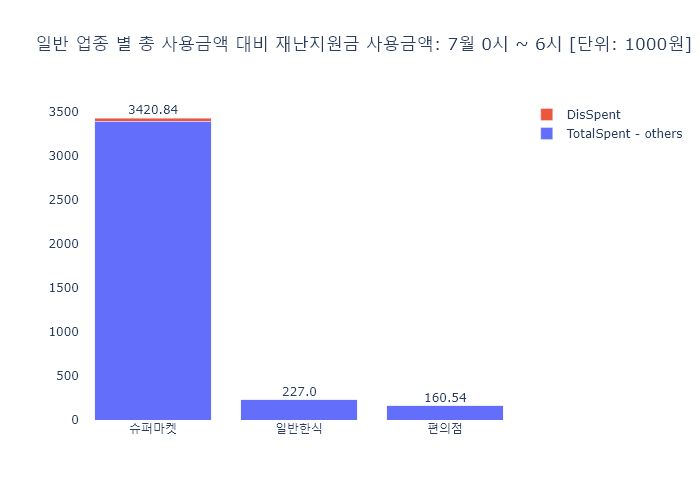 일반 업종 별 총 사용금액 대비 재난지원금 사용금액: 7월 0시 ~ 6시 [단위: 1000원]
DisSpent
TotalSpent - others
3420.84
227.0
160.54
3500
3000
2500
2000
1500
1000
500
0
슈퍼마켓
일반한식
편의점